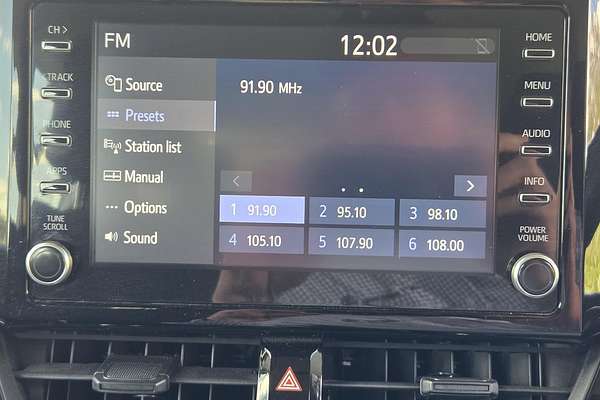 CH >
TRACK
PHONE
APPS
TUNE
SCROLL
FM 12:02
Source
Presets
Station list
Manual
Options
Sound
91.90 MHz
< >
1 91.90 2 95.10 3 98.10
4 105.10 5 107.90 6 108.00
HOME
MENU
AUDIO
INFO
POWER
VOLUME